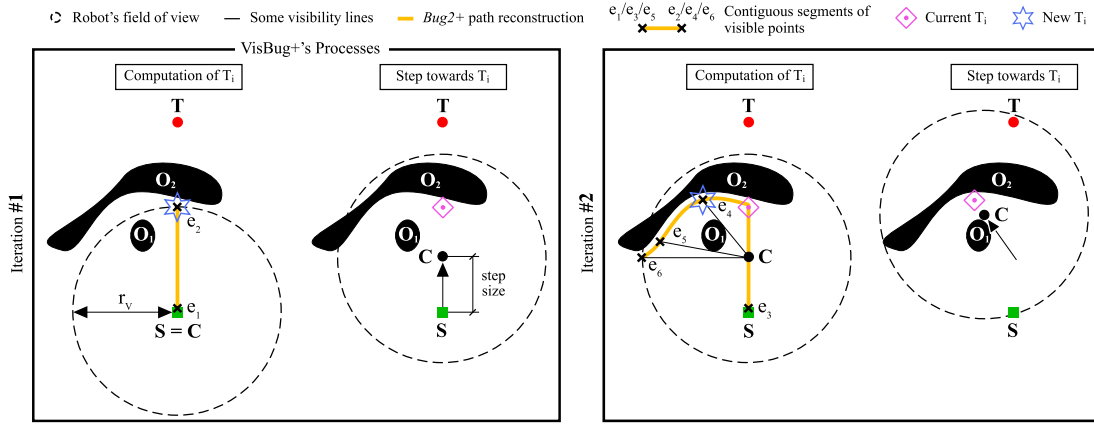 Robot's field of view
Some visibility lines
Bug2+ path reconstruction
e1/e3/e5 e2/e4/e6
Contiguous segments of
visible points
Current Ti
New Ti
VisBug+'s Processes
Iteration #1
Computation of Ti
T
O2
O1
e2
rV
e1
S = C
Step towards Ti
T
O2
O1
C
step
size
S
Iteration #2
Computation of Ti
T
O2
O1
e4
e5
e6
C
e3
S
Step towards Ti
T
O2
C
O1
S